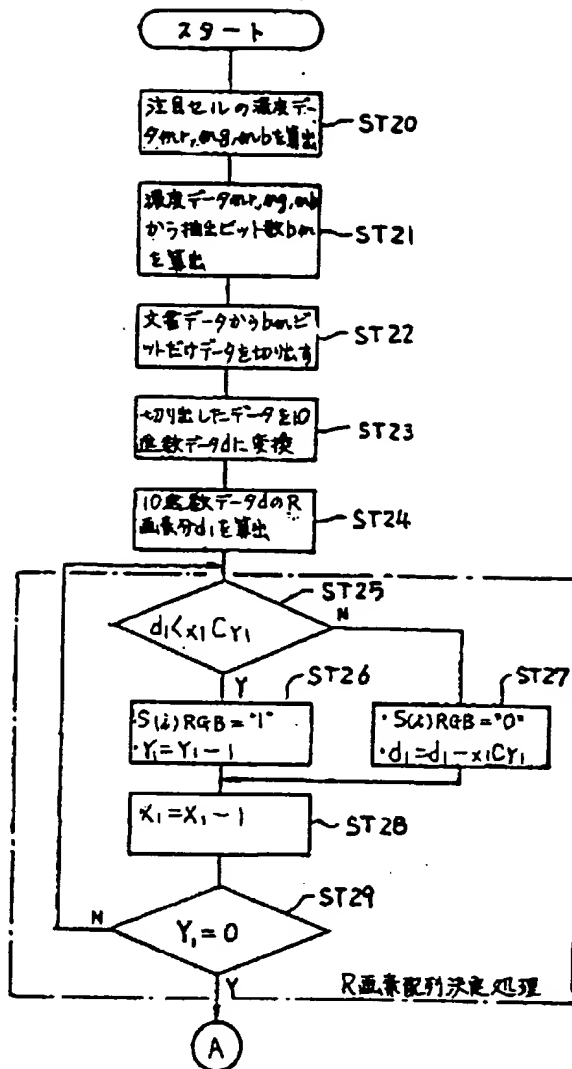 スタート
注目セルの濃度デー
タmr,mg,mbを算出
ST20
濃度データmr,mg,mb
から抽出ビット数bm
を算出
ST21
文書データからbmビ
ットだけデータを切り出す
ST22
切り出したデータを10
進数データdに変換
ST23
10進数データdのR
画素分d1を算出
ST24
ST25
d1<x1CY1
N
Y
ST26
・S(i)RGB="1"
・Y1=Y1-1
ST27
・S(i)RGB="0"
・d1=d1-x1CY1
x1=x1-1
ST28
ST29
N
Y1=0
Y
R画素配列決定処理
A